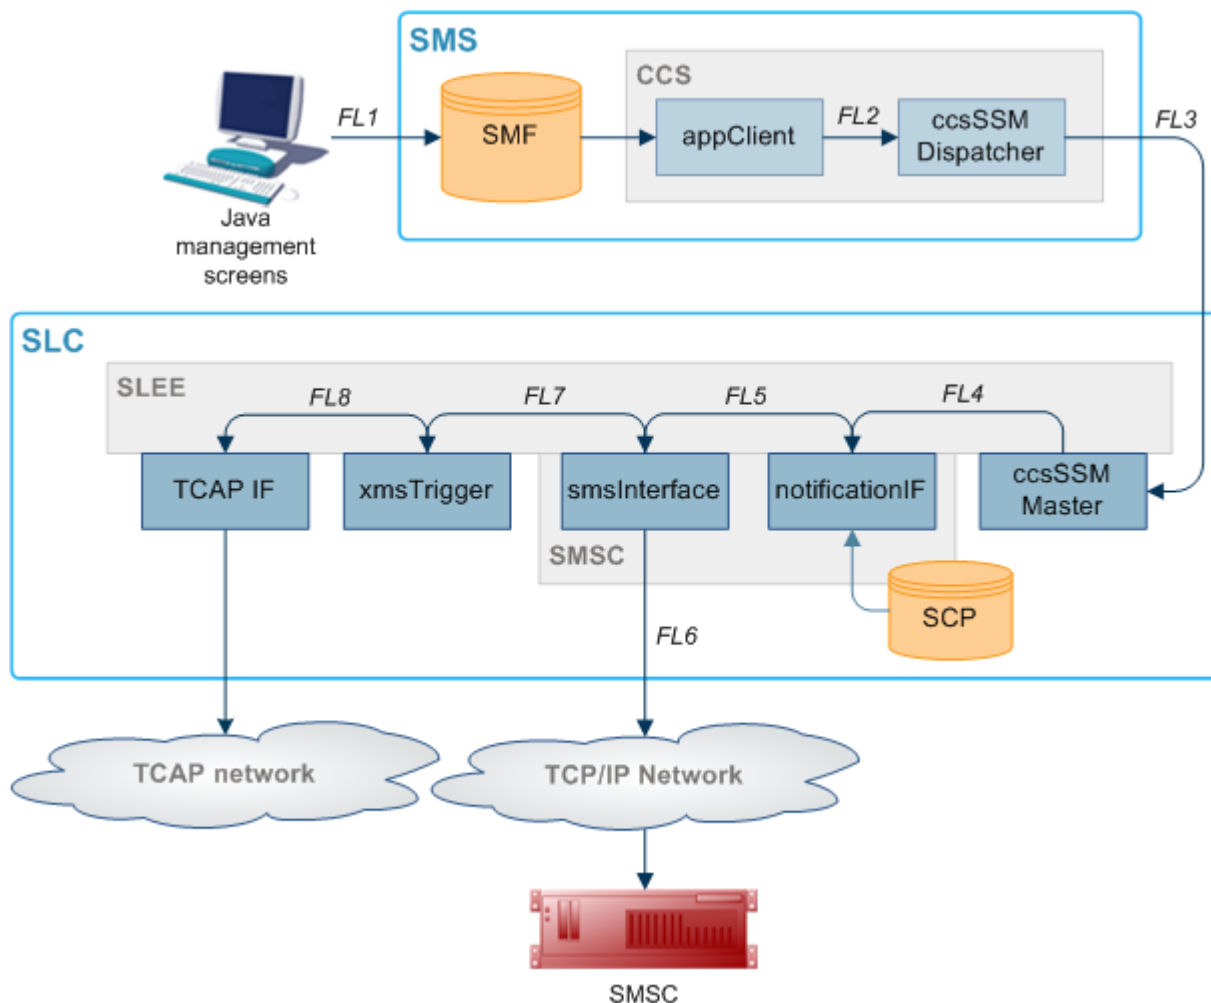 SMS
CCS
FL1
SMF
appClient
FL2
ccsSSM
Dispatcher
FL3
Java
management
screens
SLC
SLEE
FL8
FL7
FL5
FL4
TCAP IF
xmsTrigger
smsInterface
notificationIF
ccsSSM
Master
SMSC
SCP
FL6
TCAP network
TCP/IP Network
SMSC